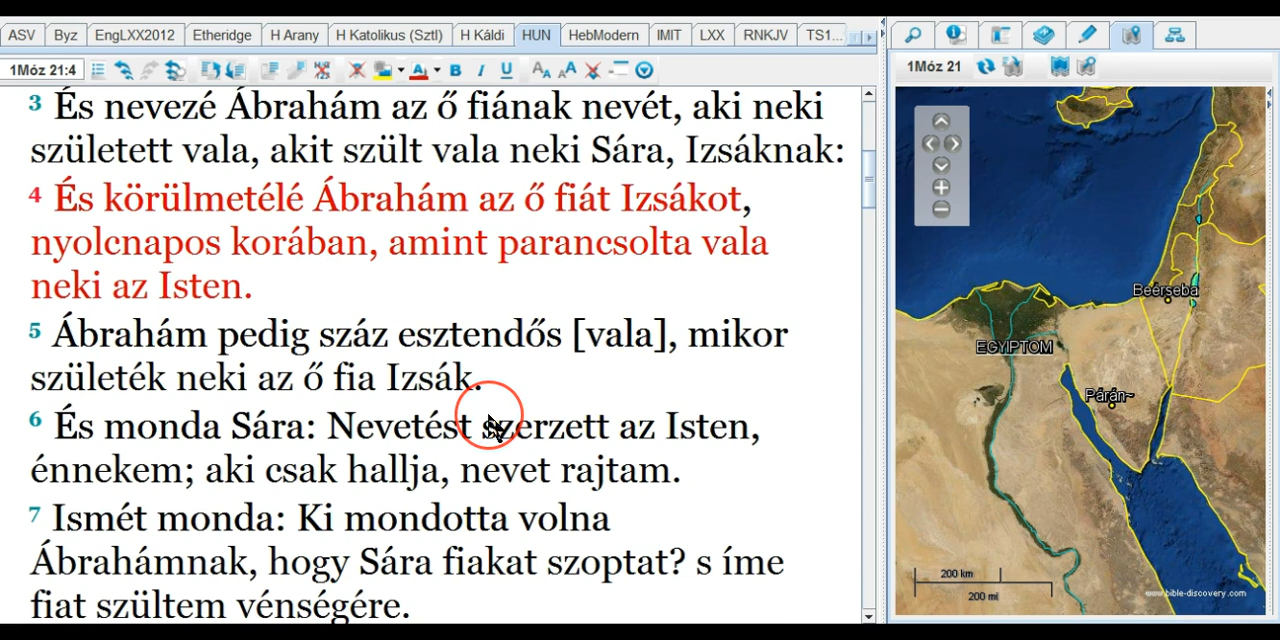 ASV Byz EngLXX2012 Etheridge H Arany H Katolikus (Sztl) H Káldi HUN HebModern IMIT LXX RNKJV TS1...
1Móz 21:4
1Móz 21
3 És nevezé Ábrahám az ő fiának nevét, aki neki
született vala, akit szült vala neki Sára, Izsáknak:
4 És körülmetélé Ábrahám az ő fiát Izsákot,
nyolcnapos korában, amint parancsolta vala
neki az Isten.
5 Ábrahám pedig száz esztendős [vala], mikor
születék neki az ő fia Izsák.
6 És monda Sára: Nevetést szerzett az Isten,
énnekem; aki csak hallja, nevet rajtam.
7 Ismét monda: Ki mondotta volna
Ábrahámnak, hogy Sára fiakat szoptat? s íme
fiat szültem vénségére.
Beérseba
EGYIPTOM
Párán~
200 km
200 mi
www.bible-discovery.com